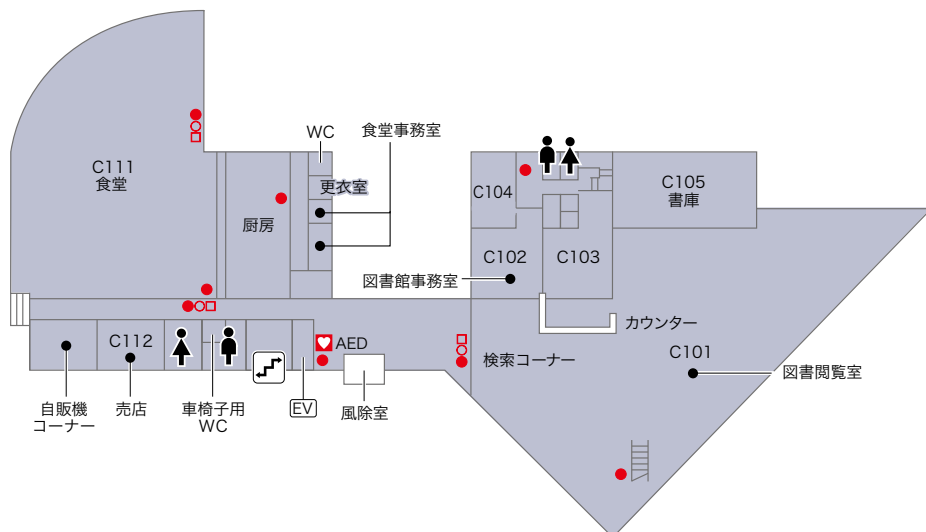 WC
食堂事務室
C111
食堂
更衣室
C104
C105
書庫
厨房
C102
C103
図書館事務室
カウンター
C112
AED
検索コーナー
C101
図書閲覧室
自販機
コーナー
売店
車椅子用
WC
EV
風除室